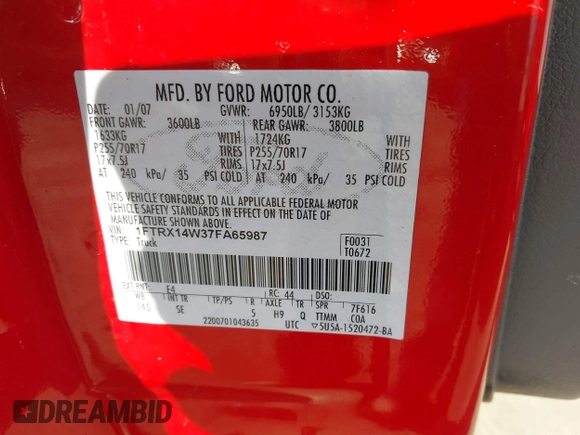 MFD. BY FORD MOTOR CO.
DATE: 01/07 GVWR: 6950LB/ 3153KG
FRONT GAWR: 3600LB REAR GAWR: 3800LB
1633KG WITH 1724KG WITH
P255/70R17 TIRES P255/70R17 TIRES
17x7.5J RIMS 17x7.5J RIMS
AT 240 kPa/ 35 PSI COLD AT 240 kPa/ 35 PSI COLD
THIS VEHICLE CONFORMS TO ALL APPLICABLE FEDERAL MOTOR
VEHICLE SAFETY STANDARDS IN EFFECT ON THE DATE OF
MANUFACTURE SHOWN ABOVE.
VIN: 1FTRX14W37FA65987 F0031
TYPE: Truck T0672
EXT PNT: E4 RC: 44 DSO:
WB INT TR TP/PS R AXLE TR SPR 7F616
145 SE 5 H9 Q TTMM COA
2200701043635 UTC ▽5U5A-1520472-BA
Ford
DREAMBID